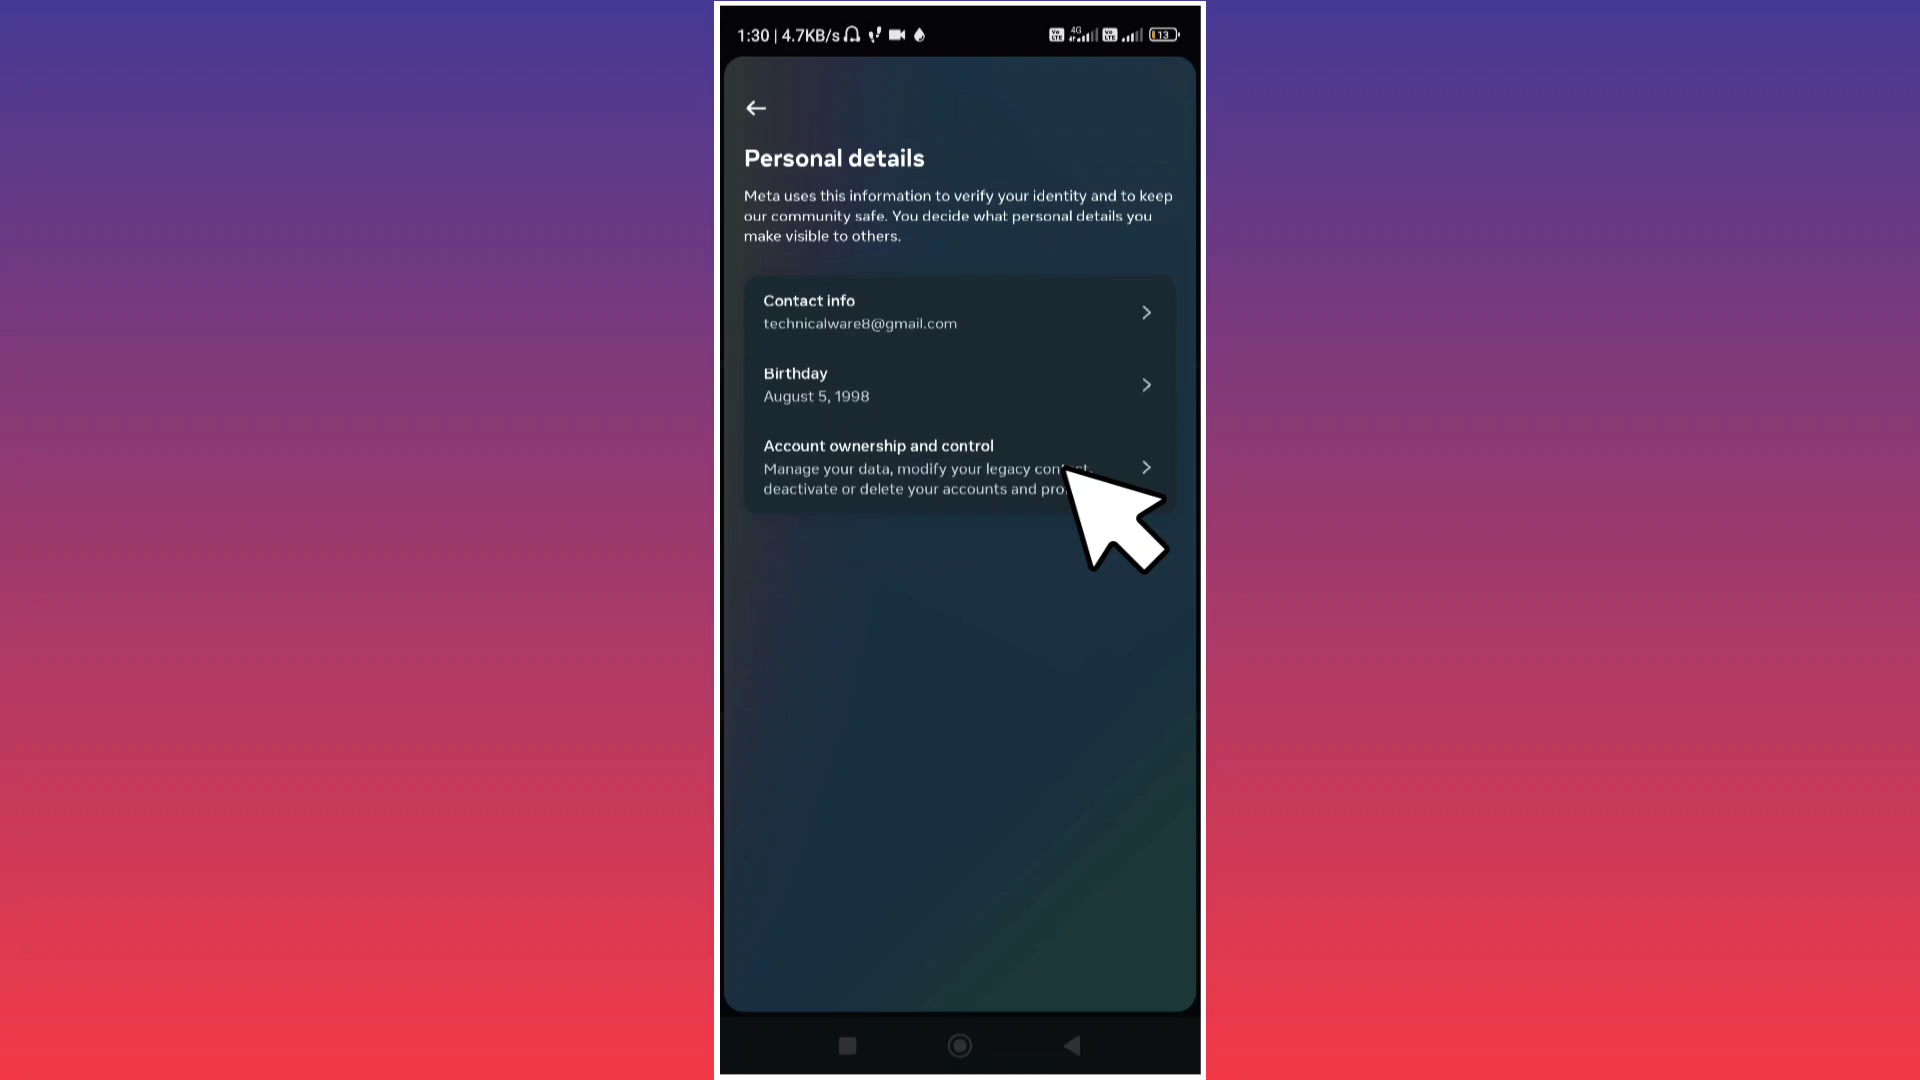 1:30 | 4.7KB/s
4G
13
Personal details
Meta uses this information to verify your identity and to keep
our community safe. You decide what personal details you
make visible to others.
Contact info
technicalware8@gmail.com
Birthday
August 5, 1998
Account ownership and control
Manage your data, modify your legacy
deactivate or delete your accounts and